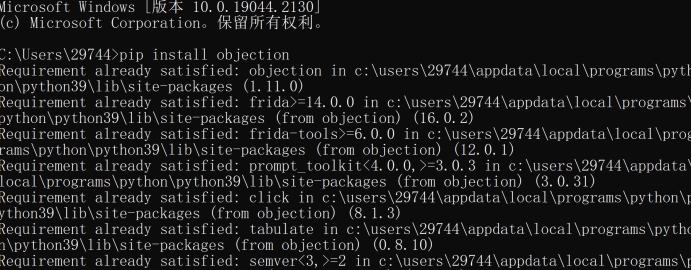 Microsoft Windows [版本 10.0.19044.2130]
(c) Microsoft Corporation。保留所有权利。
C:\Users\29744>pip install objection
Requirement already satisfied: objection in c:\users\29744\appdata\local\programs\pyth
on\python39\lib\site-packages (1.11.0)
Requirement already satisfied: frida>=14.0.0 in c:\users\29744\appdata\local\programs\
python\python39\lib\site-packages (from objection) (16.0.2)
Requirement already satisfied: frida-tools>=6.0.0 in c:\users\29744\appdata\local\prog
rams\python\python39\lib\site-packages (from objection) (12.0.1)
Requirement already satisfied: prompt_toolkit<4.0.0,>=3.0.3 in c:\users\29744\appdata\
local\programs\python\python39\lib\site-packages (from objection) (3.0.31)
Requirement already satisfied: click in c:\users\29744\appdata\local\programs\python\p
ython39\lib\site-packages (from objection) (8.1.3)
Requirement already satisfied: tabulate in c:\users\29744\appdata\local\programs\pytho
n\python39\lib\site-packages (from objection) (0.8.10)
Requirement already satisfied: semver<3,>=2 in c:\users\29744\appdata\local\programs\p